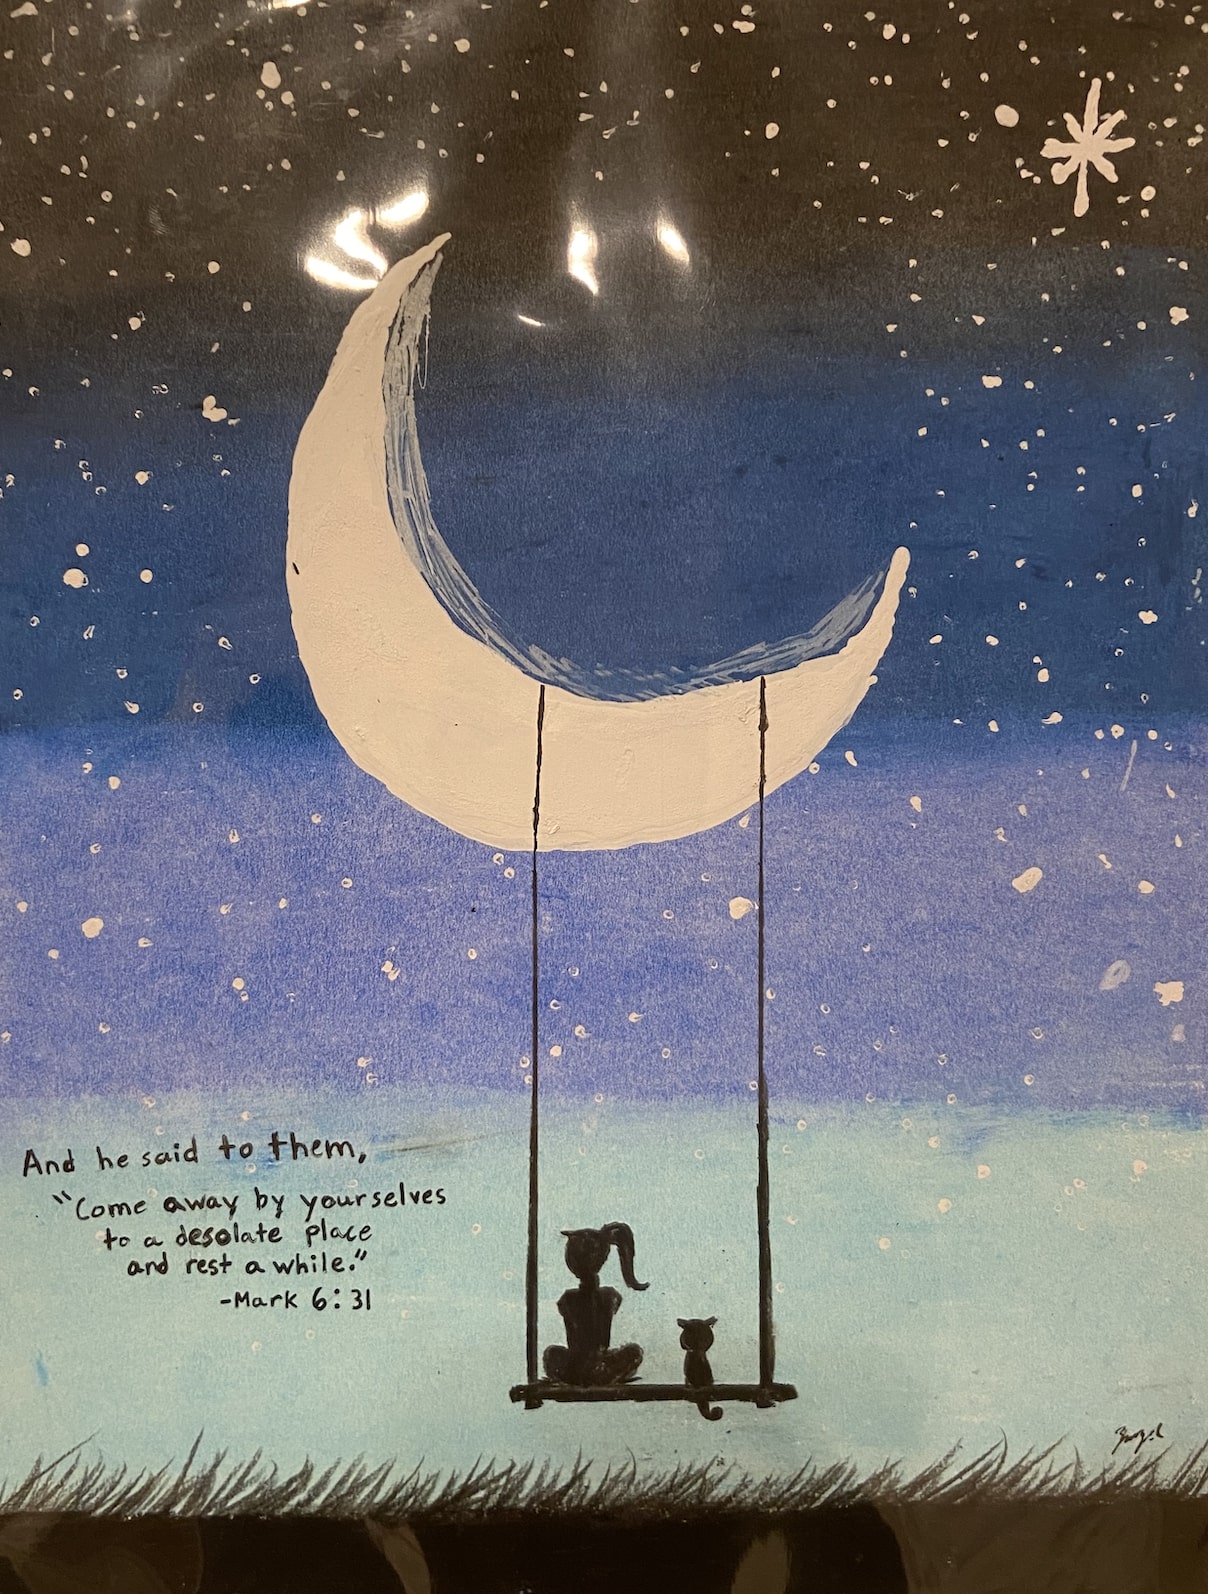 And he said to them,
"Come away by yourselves
to a desolate place
and rest a while."
-Mark 6:31